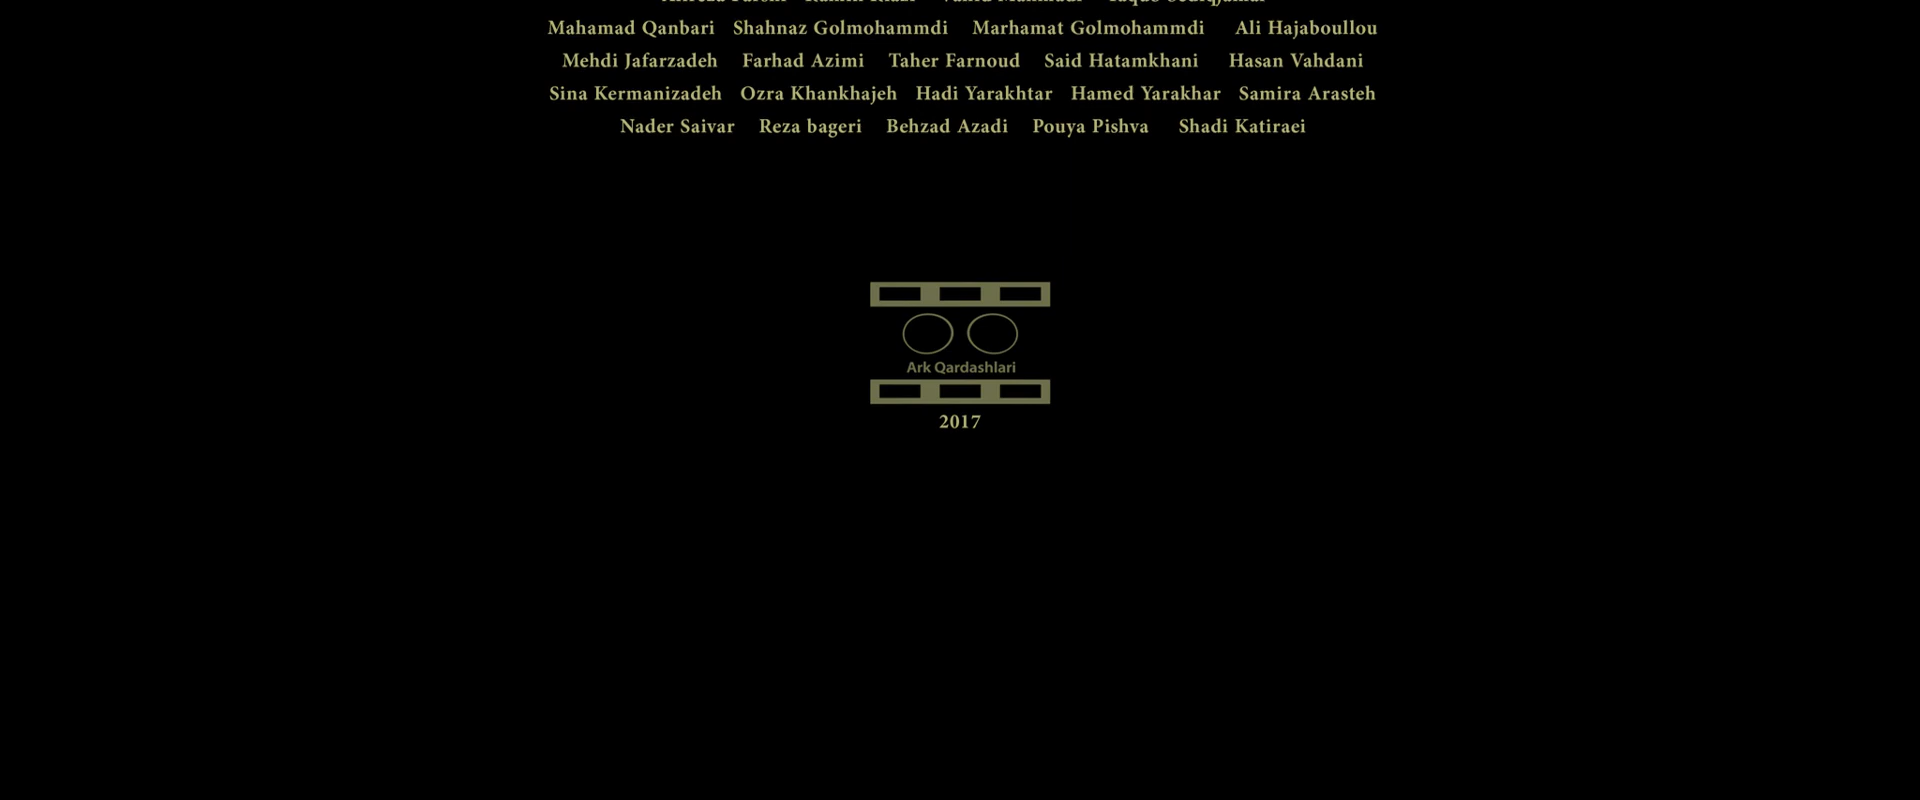 Mahamad Qanbari Shahnaz Golmohammdi Marhamat Golmohammdi Ali Hajaboullou
Mehdi Jafarzadeh Farhad Azimi Taher Farnoud Said Hatamkhani Hasan Vahdani
Sina Kermanizadeh Ozra Khankhajeh Hadi Yarakhtar Hamed Yarakhar Samira Arasteh
Nader Saivar Reza bageri Behzad Azadi Pouya Pishva Shadi Katiraei
Ark Qardashlari
2017